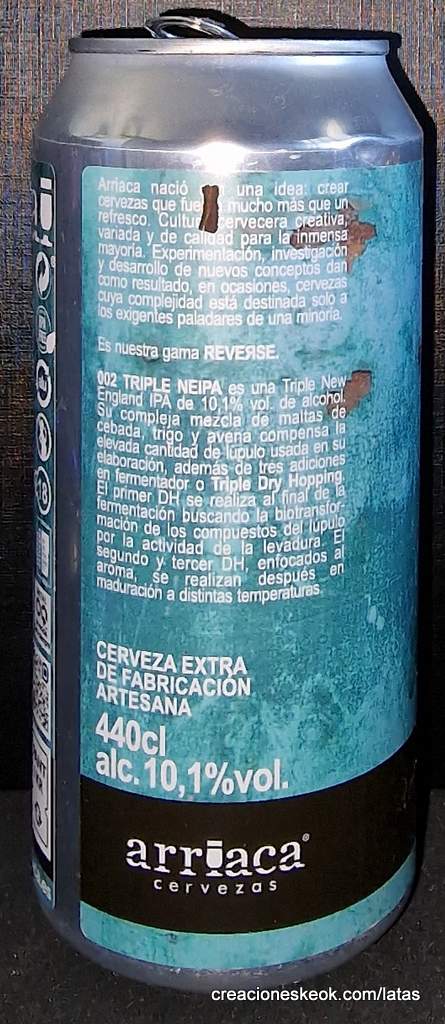 Arriaca nació una idea: crear
cervezas que fue mucho más que un
refresco. Cultu cervecera creativa,
variada y de calidad para la inmensa
mayoría. Experimentación, investigación
y desarrollo de nuevos conceptos dan
como resultado, en ocasiones, cervezas
cuya complejidad está destinada solo a
los exigentes paladares de una minoría.
Es nuestra gama REVEЯSE.
002 TRIPLE NEIPA es una Triple New
England IPA de 10,1% vol. de alcohol.
Su compleja mezcla de maltas de
cebada, trigo y avena compensa la
elevada cantidad de lúpulo usada en su
elaboración, además de tres adiciones
en fermentador o Triple Dry Hopping.
El primer DH se realiza al final de la
fermentación buscando la biotransfor-
mación de los compuestos del lúpulo
por la actividad de la levadura. El
segundo y tercer DH, enfocados al
aroma, se realizan después en
maduración a distintas temperaturas.
CERVEZA EXTRA
DE FABRICACIÓN
ARTESANA
440cl
alc.10,1%vol.
arriaca®
cervezas
creacioneskeok.com/latas